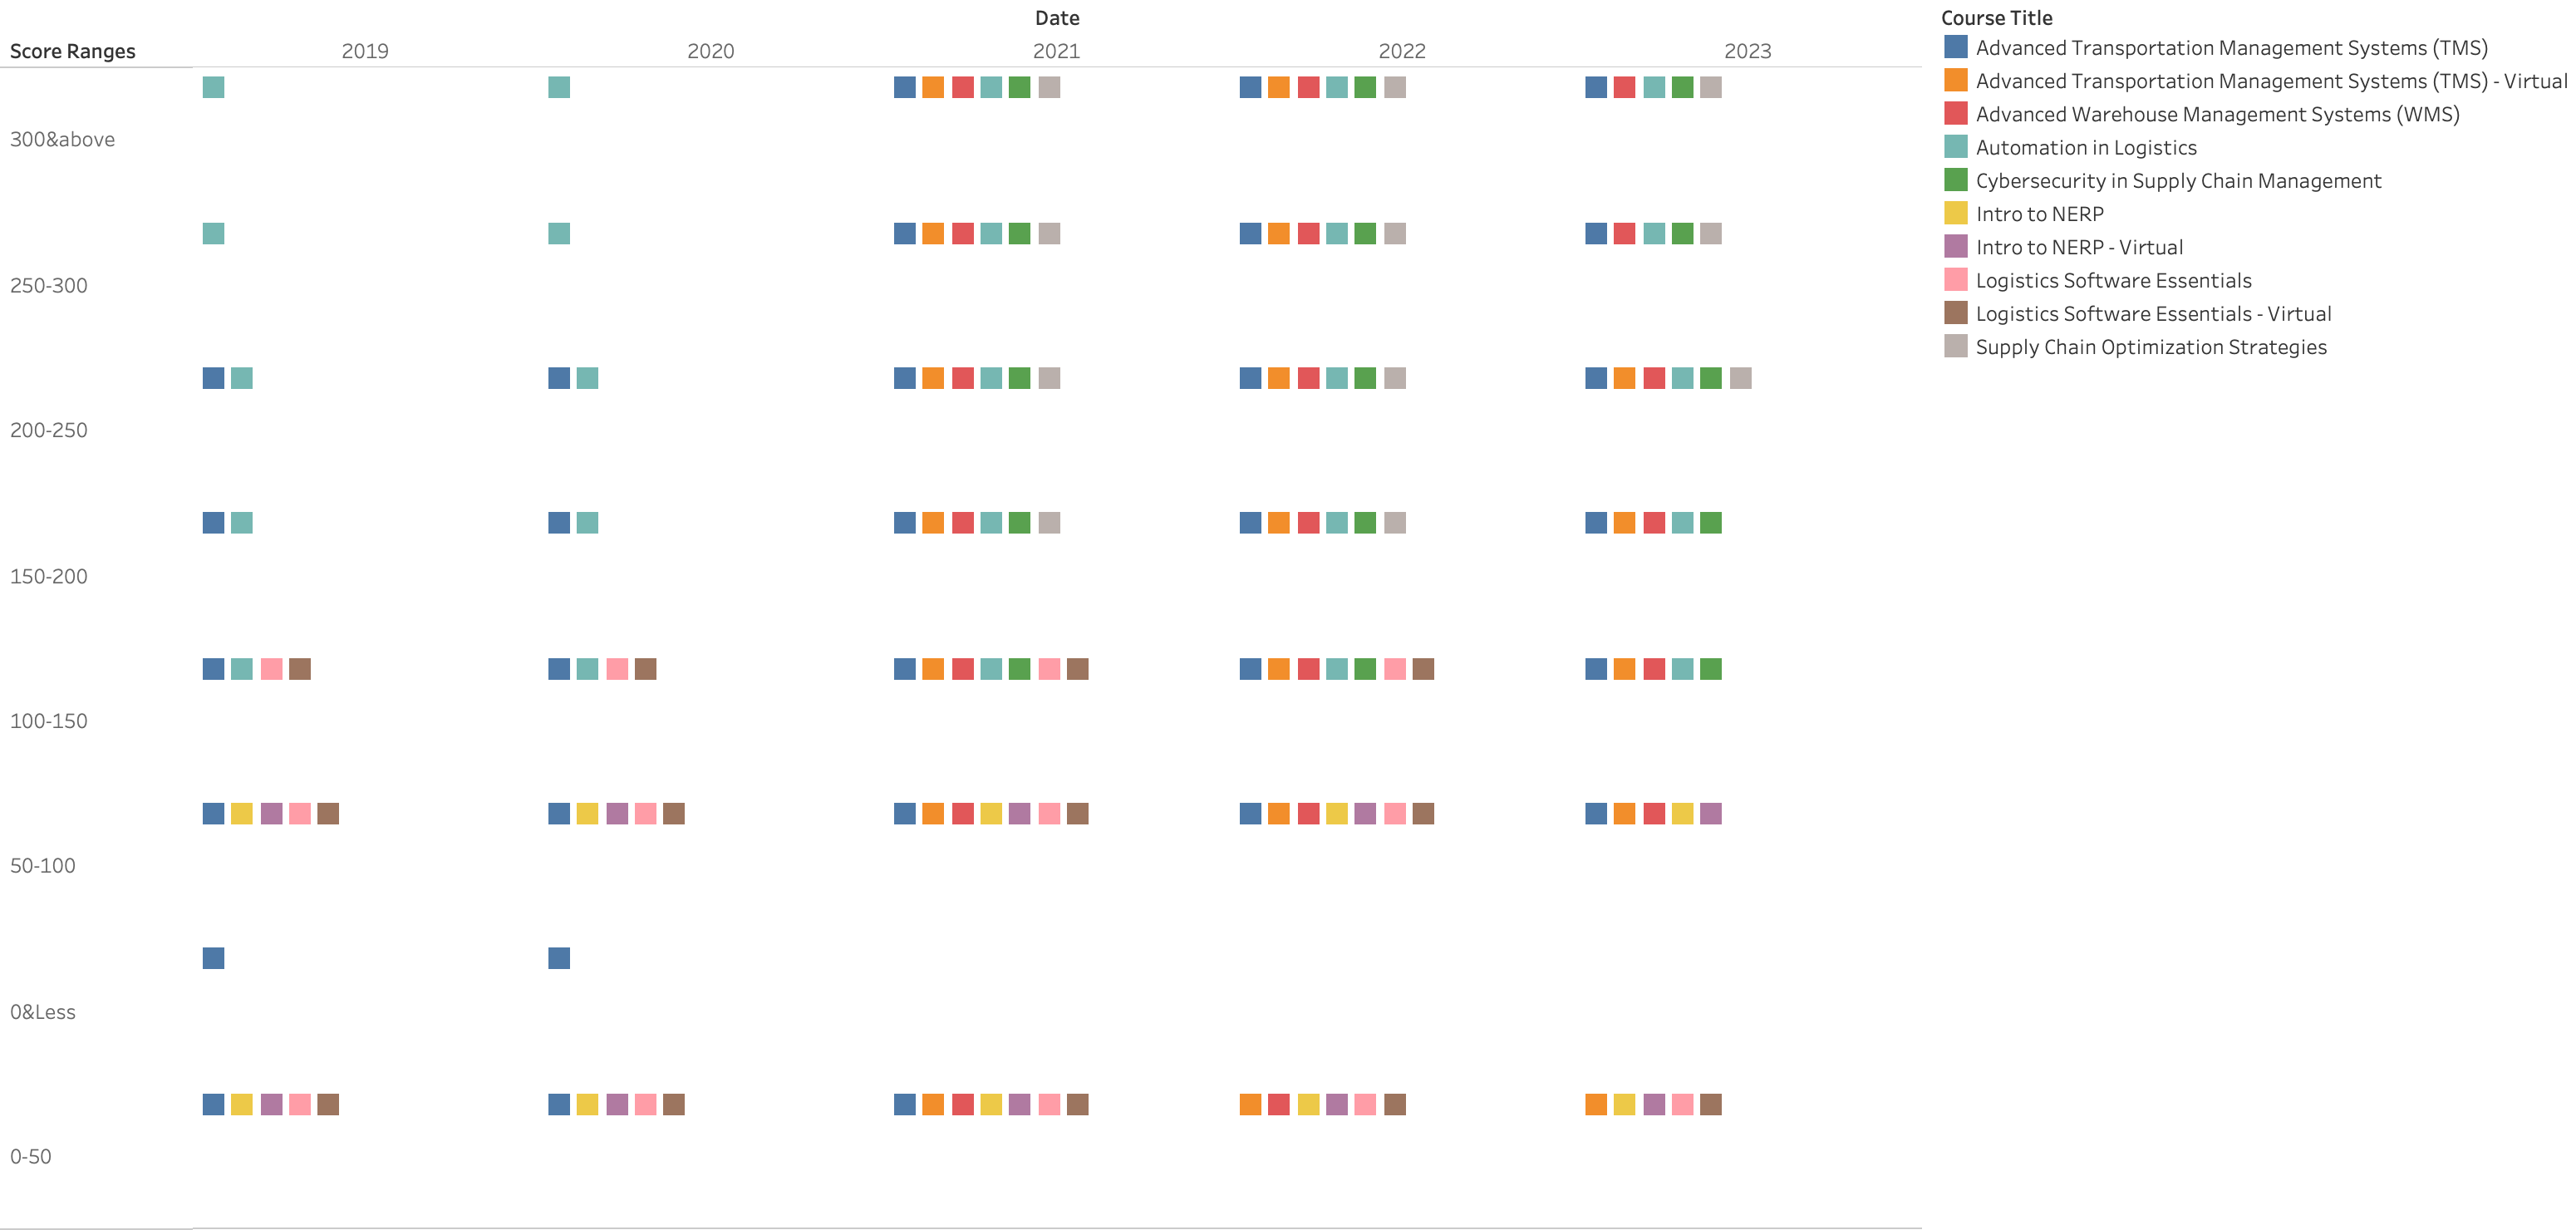 Date
Score Ranges 2019 2020 2021 2022 2023
300&above
250-300
200-250
150-200
100-150
50-100
0&Less
0-50
Course Title
Advanced Transportation Management Systems (TMS)
Advanced Transportation Management Systems (TMS) - Virtual
Advanced Warehouse Management Systems (WMS)
Automation in Logistics
Cybersecurity in Supply Chain Management
Intro to NERP
Intro to NERP - Virtual
Logistics Software Essentials
Logistics Software Essentials - Virtual
Supply Chain Optimization Strategies